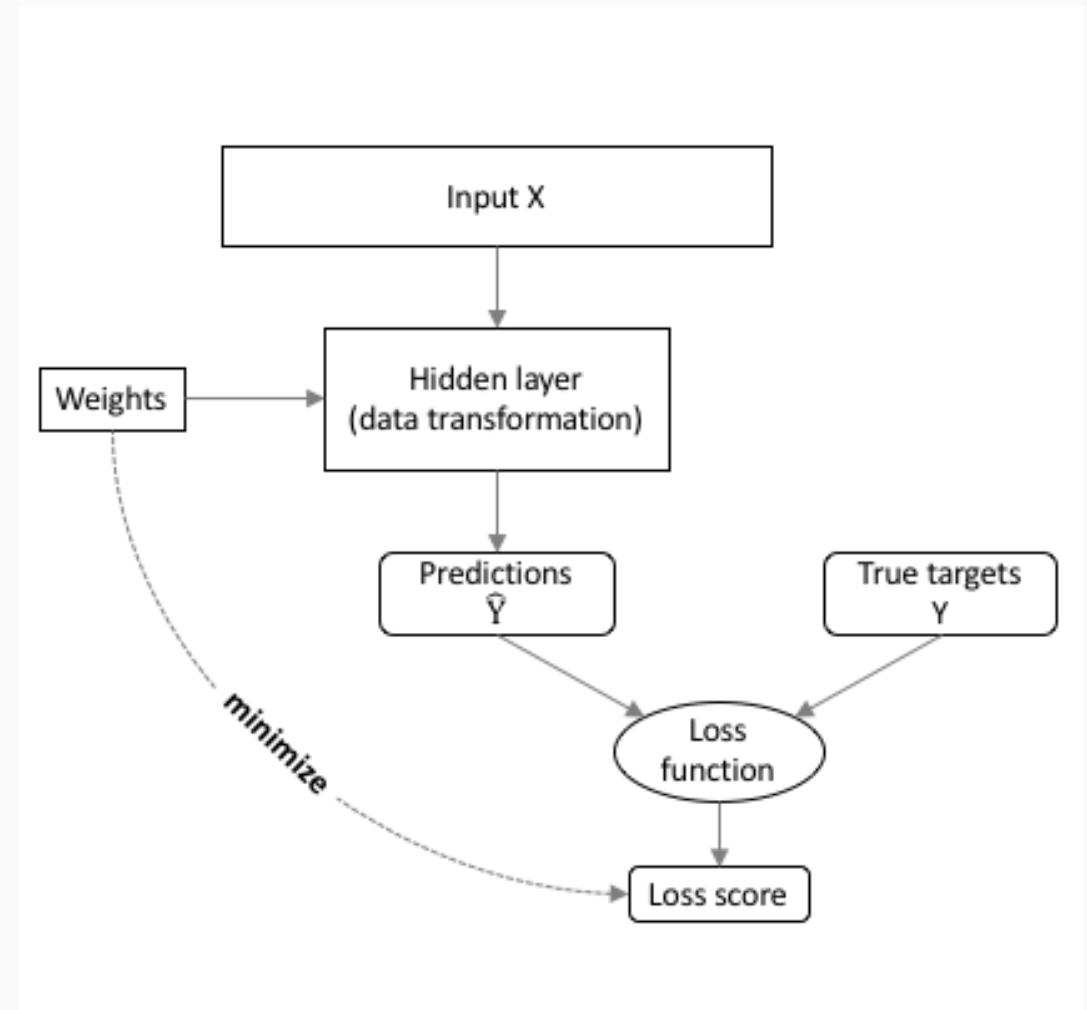 Input X
Weights
Hidden layer
(data transformation)
Predictions
Ŷ
True targets
Y
minimize
Loss
function
Loss score